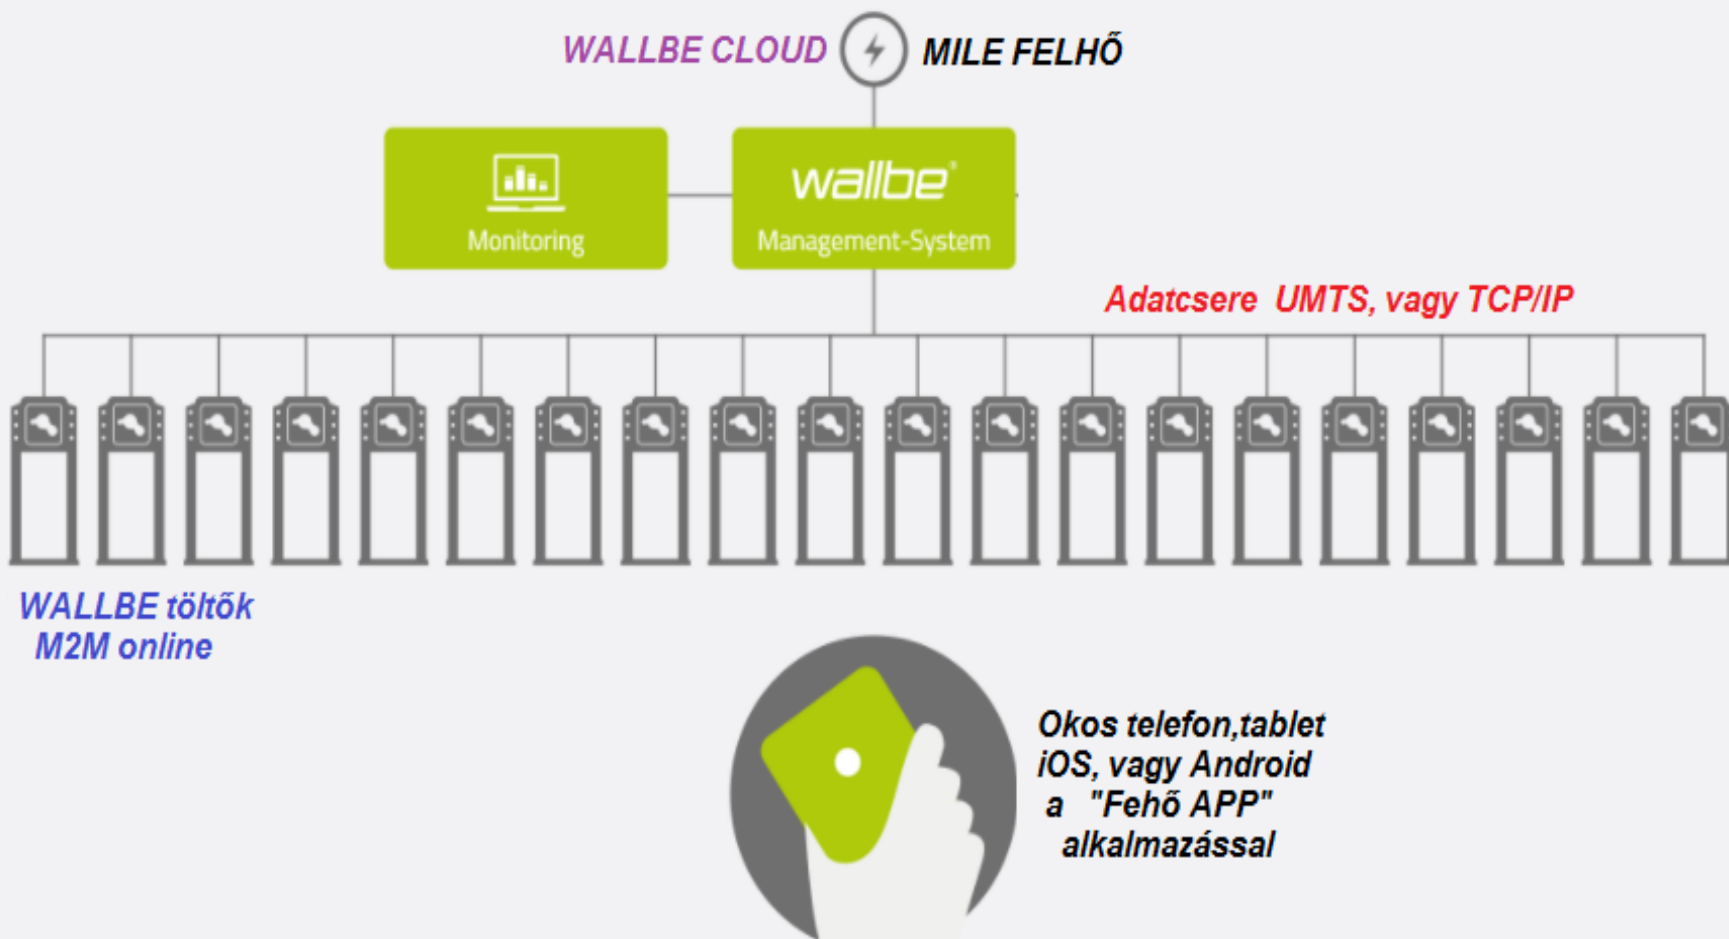 WALLBE CLOUD MILE FELHŐ
wallbe®
Monitoring
Management-System
Adatcsere UMTS, vagy TCP/IP
WALLBE töltők
M2M online
Okos telefon,tablet
iOS, vagy Android
a "Fehő APP"
alkalmazással